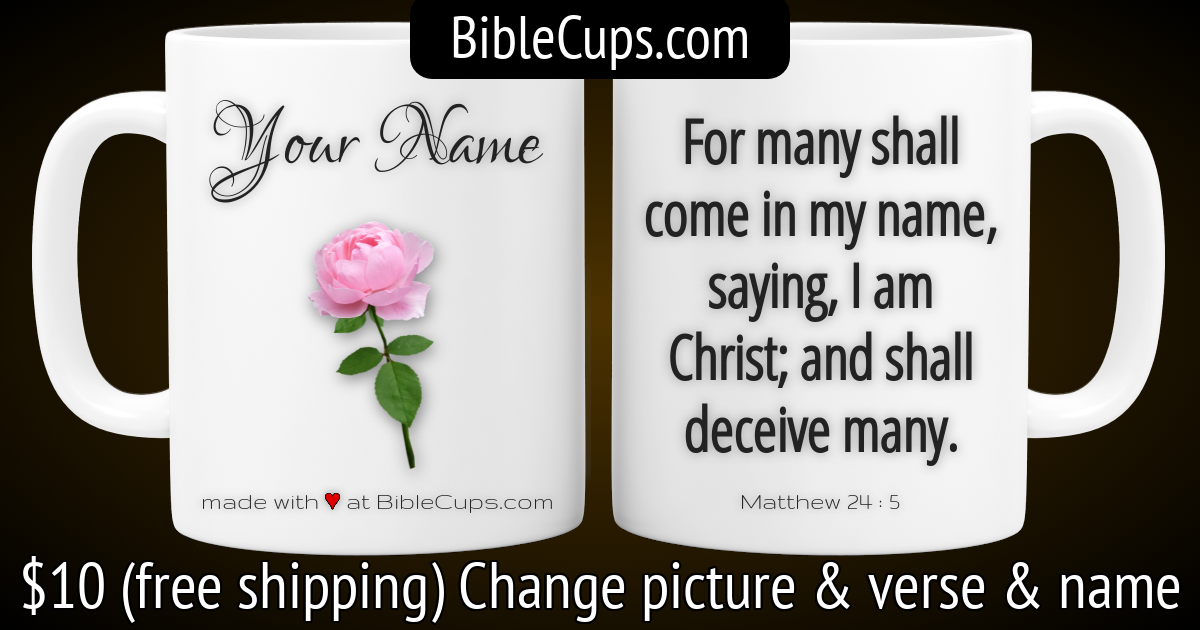 BibleCups.com
Your Name
made with ♥ at BibleCups.com
For many shall
come in my name,
saying, I am
Christ; and shall
deceive many.
Matthew 24 : 5
$10 (free shipping) Change picture & verse & name